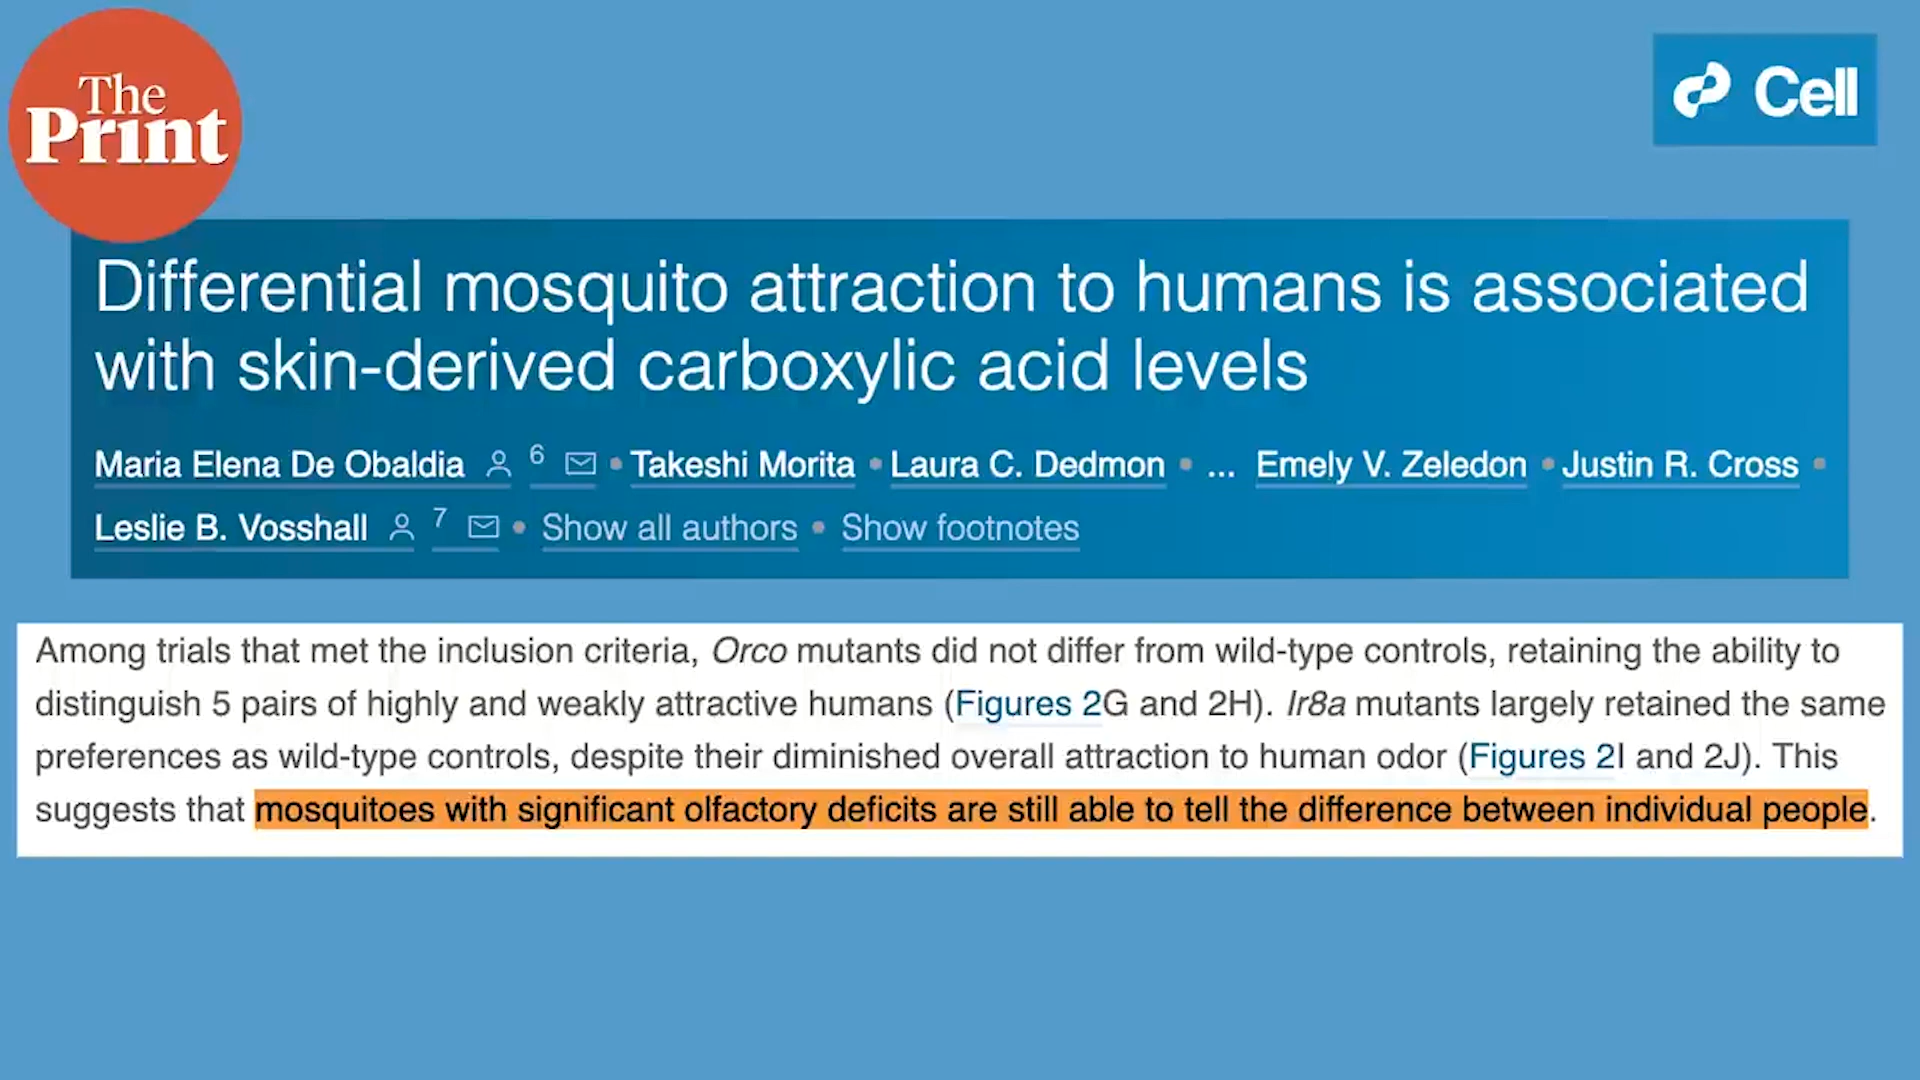 The
Print
Cell
Differential mosquito attraction to humans is associated
with skin-derived carboxylic acid levels
Maria Elena De Obaldia 6 • Takeshi Morita • Laura C. Dedmon • ... Emely V. Zeledon • Justin R. Cross •
Leslie B. Vosshall 7 • Show all authors • Show footnotes
Among trials that met the inclusion criteria, Orco mutants did not differ from wild-type controls, retaining the ability to
distinguish 5 pairs of highly and weakly attractive humans (Figures 2G and 2H). Ir8a mutants largely retained the same
preferences as wild-type controls, despite their diminished overall attraction to human odor (Figures 2I and 2J). This
suggests that mosquitoes with significant olfactory deficits are still able to tell the difference between individual people.